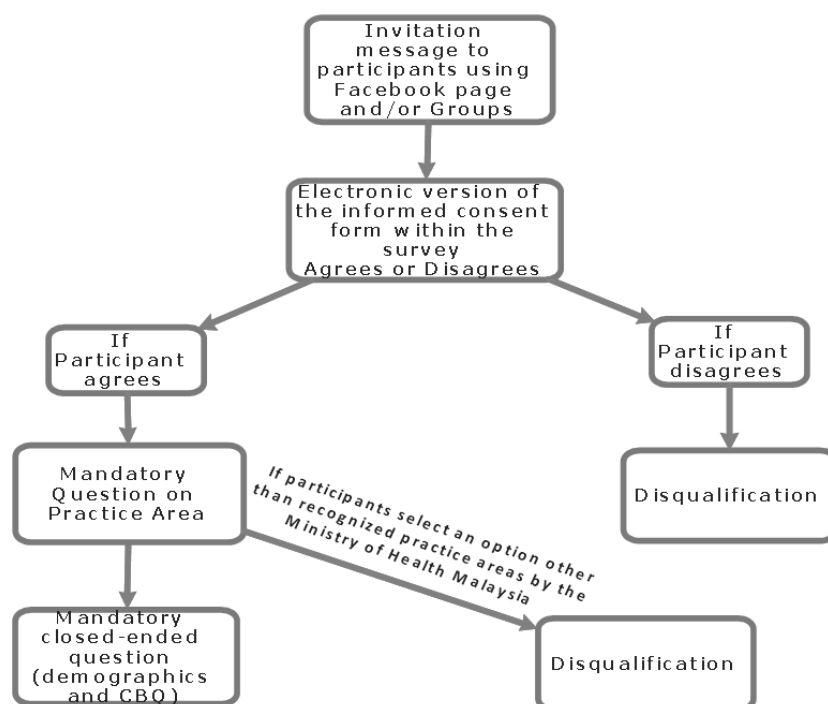 Invitation
message to
participants using
Facebook page
and/or Groups
Electronic version of
the informed consent
form within the
survey
Agrees or Disagrees
If
Participant
agrees
If
Participant
disagrees
Mandatory
Question on
Practice Area
If participants select an option other
than recognized practice areas by the
Ministry of Health Malaysia
Disqualification
Mandatory
closed-ended
question
(demographics
and CBQ)
Disqualification